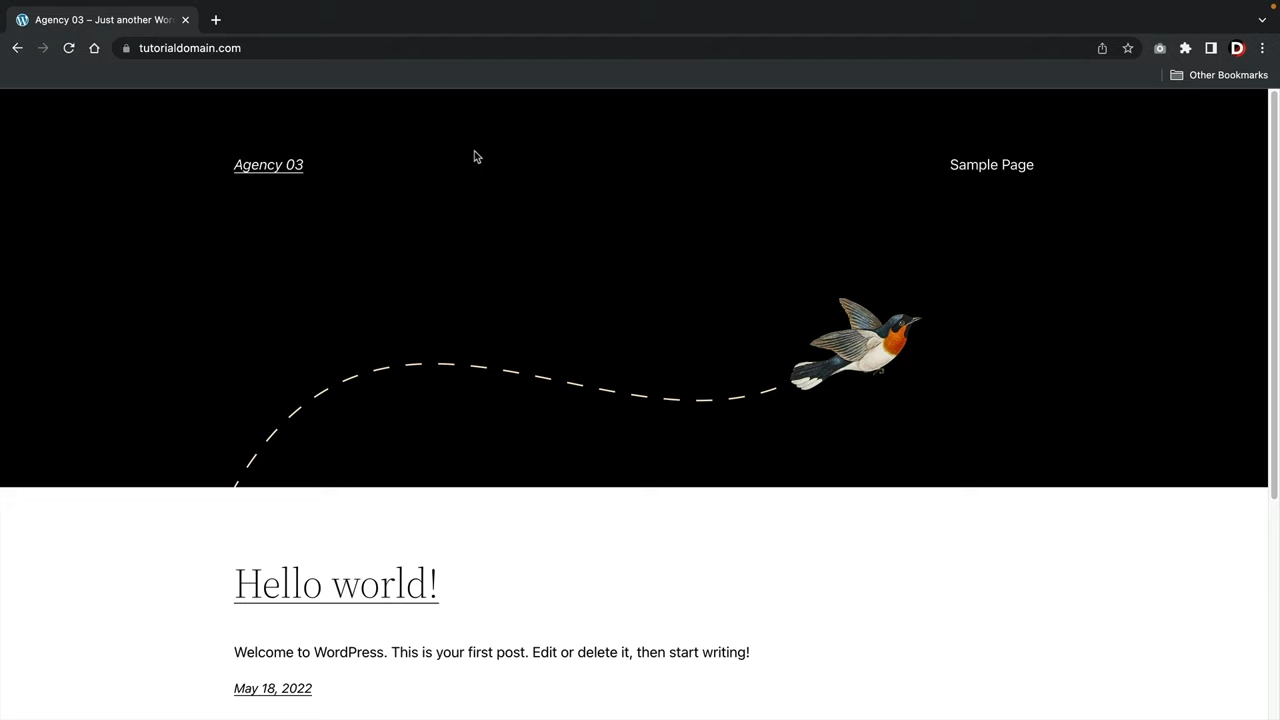 Agency 03 – Just another Wor
tutorialdomain.com
D
Other Bookmarks
Agency 03
Sample Page
Hello world!
Welcome to WordPress. This is your first post. Edit or delete it, then start writing!
May 18, 2022